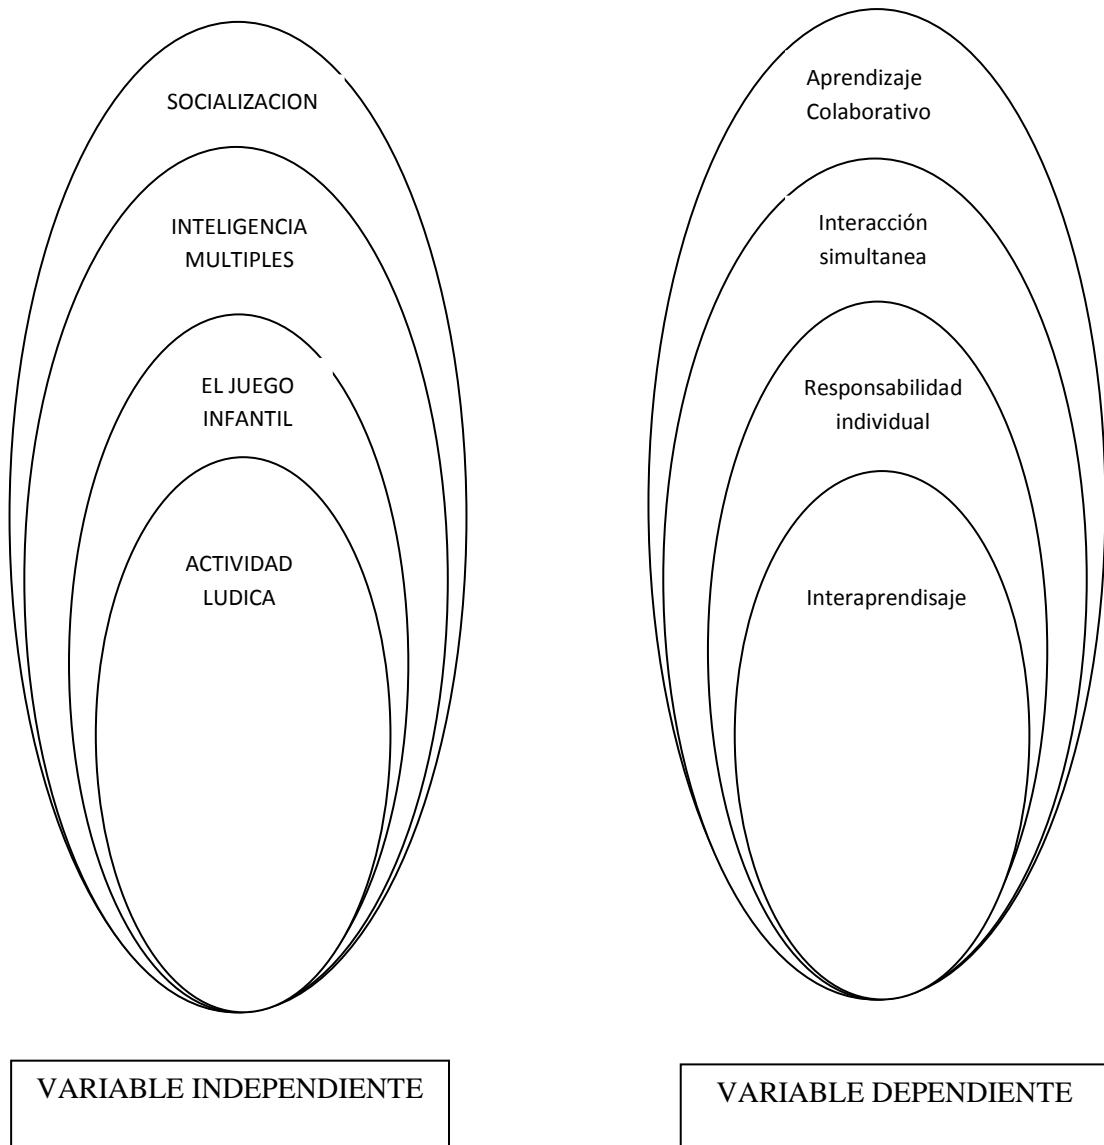 SOCIALIZACION
INTELIGENCIA
MULTIPLES
EL JUEGO
INFANTIL
ACTIVIDAD
LUDICA
VARIABLE INDEPENDIENTE
Aprendizaje
Colaborativo
Interacción
simultanea
Responsabilidad
individual
Interaprendisaje
VARIABLE DEPENDIENTE